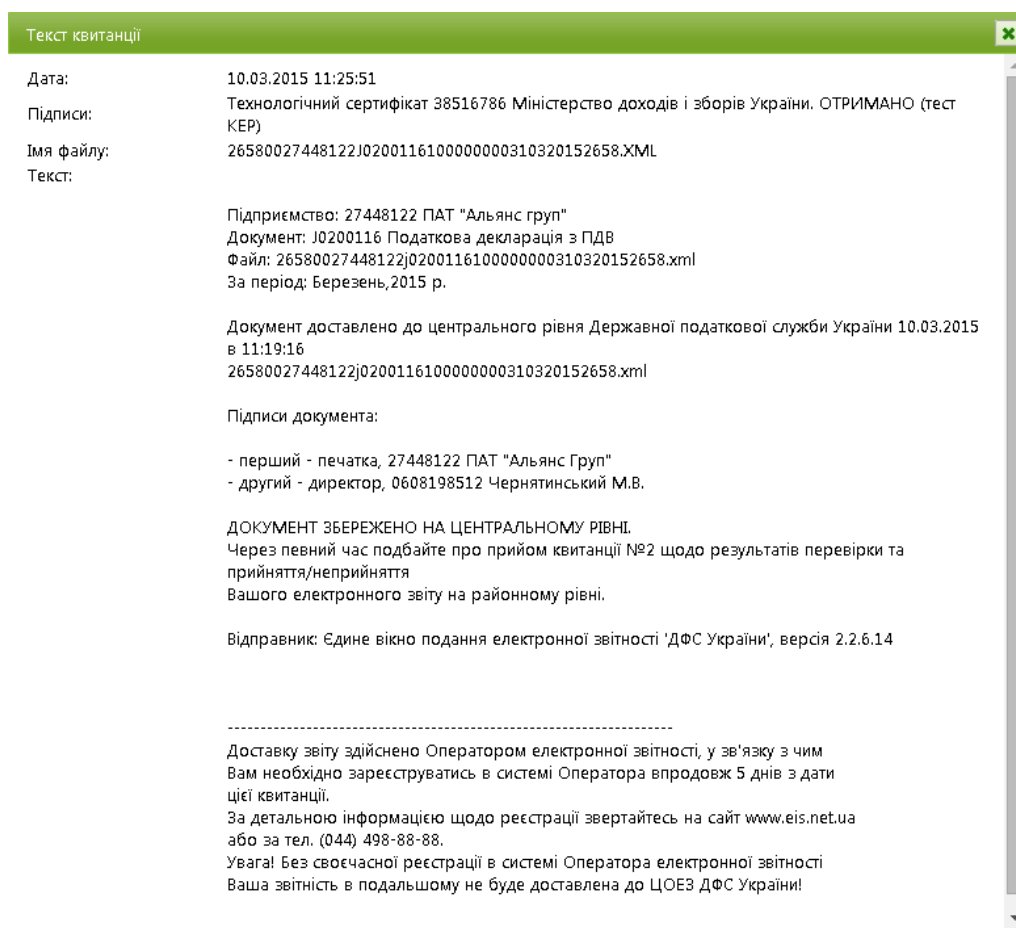 Текст квитанції
Дата: 10.03.2015 11:25:51
Підписи: Технологічний сертифікат 38516786 Міністерство доходів і зборів України. ОТРИМАНО (тест
КЕР)
Імя файлу: 26580027448122J0200116100000000310320152658.XML
Текст:
Підприємство: 27448122 ПАТ "Альянс груп"
Документ: J0200116 Податкова декларація з ПДВ
Файл: 26580027448122j0200116100000000310320152658.xml
За період: Березень,2015 р.
Документ доставлено до центрального рівня Державної податкової служби України 10.03.2015
в 11:19:16
26580027448122j0200116100000000310320152658.xml
Підписи документа:
- перший - печатка, 27448122 ПАТ "Альянс Груп"
- другий - директор, 0608198512 Чернятинський М.В.
ДОКУМЕНТ ЗБЕРЕЖЕНО НА ЦЕНТРАЛЬНОМУ РІВНІ.
Через певний час подбайте про прийом квитанції №2 щодо результатів перевірки та
прийняття/неприйняття
Вашого електронного звіту на районному рівні.
Відправник: Єдине вікно подання електронної звітності 'ДФС України', версія 2.2.6.14
--------------------------------------------------------------------
Доставку звіту здійснено Оператором електронної звітності, у зв'язку з чим
Вам необхідно зареєструватись в системі Оператора впродовж 5 днів з дати
цієї квитанції.
За детальною інформацією щодо реєстрації звертайтесь на сайт www.eis.net.ua
або за тел. (044) 498-88-88.
Увага! Без своєчасної реєстрації в системі Оператора електронної звітності
Ваша звітність в подальшому не буде доставлена до ЦОЕЗ ДФС України!